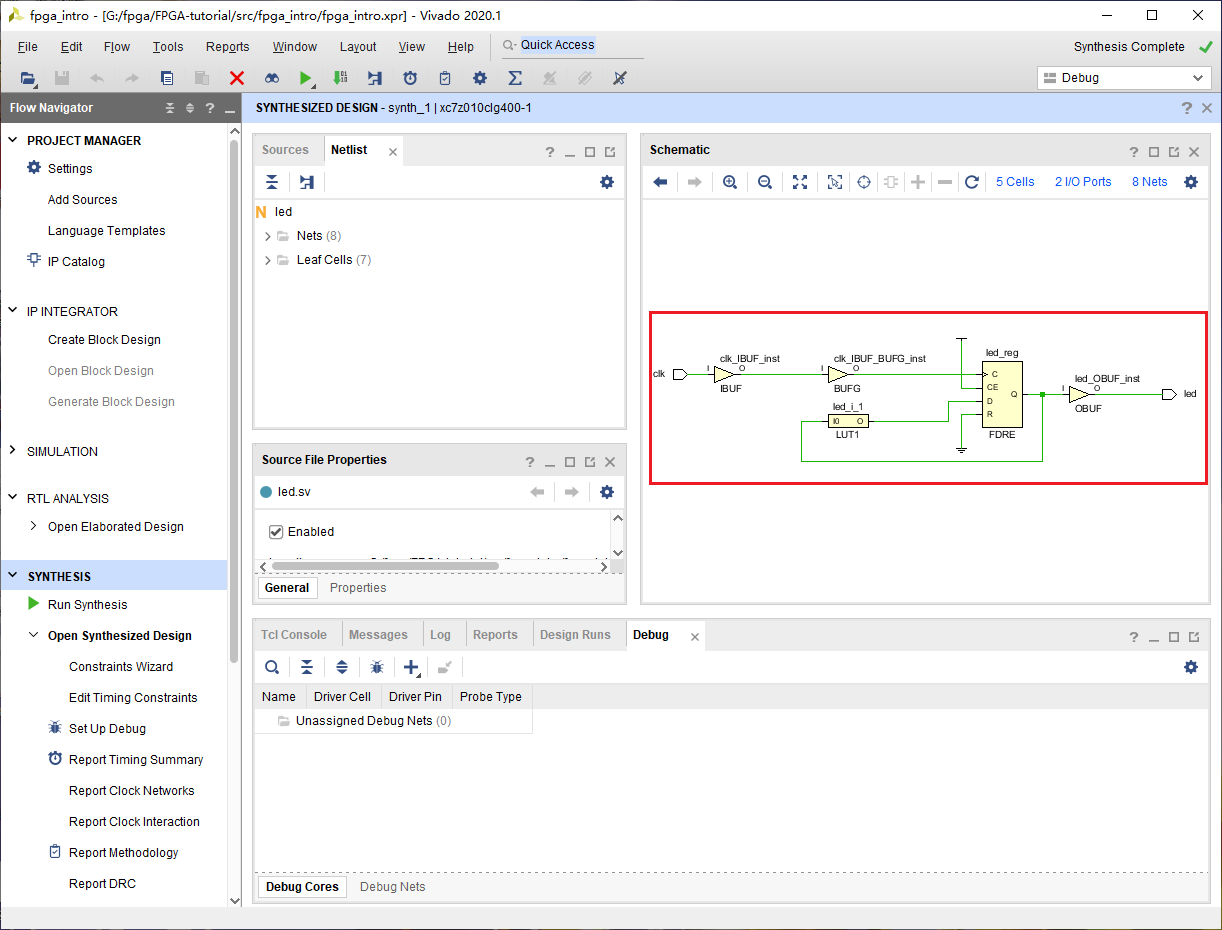 fpga_intro - [G:/fpga/FPGA-tutorial/src/fpga_intro/fpga_intro.xpr] - Vivado 2020.1
File Edit Flow Tools Reports Window Layout View Help Quick Access Synthesis Complete
Debug
Flow Navigator
SYNTHESIZED DESIGN - synth_1 | xc7z010clg400-1
PROJECT MANAGER
Settings
Add Sources
Language Templates
IP Catalog
IP INTEGRATOR
Create Block Design
Open Block Design
Generate Block Design
SIMULATION
RTL ANALYSIS
Open Elaborated Design
SYNTHESIS
Run Synthesis
Open Synthesized Design
Constraints Wizard
Edit Timing Constraints
Set Up Debug
Report Timing Summary
Report Clock Networks
Report Clock Interaction
Report Methodology
Report DRC
Sources Netlist
N led
Nets (8)
Leaf Cells (7)
Source File Properties
led.sv
Enabled
General Properties
Schematic
5 Cells 2 I/O Ports 8 Nets
clk
clk_IBUF_inst
I O
IBUF
clk_IBUF_BUFG_inst
I O
BUFG
led_i_1
I0 O
LUT1
led_reg
C
CE
D
R
Q
FDRE
led_OBUF_inst
I O
OBUF
led
Tcl Console Messages Log Reports Design Runs Debug
Name Driver Cell Driver Pin Probe Type
Unassigned Debug Nets (0)
Debug Cores Debug Nets